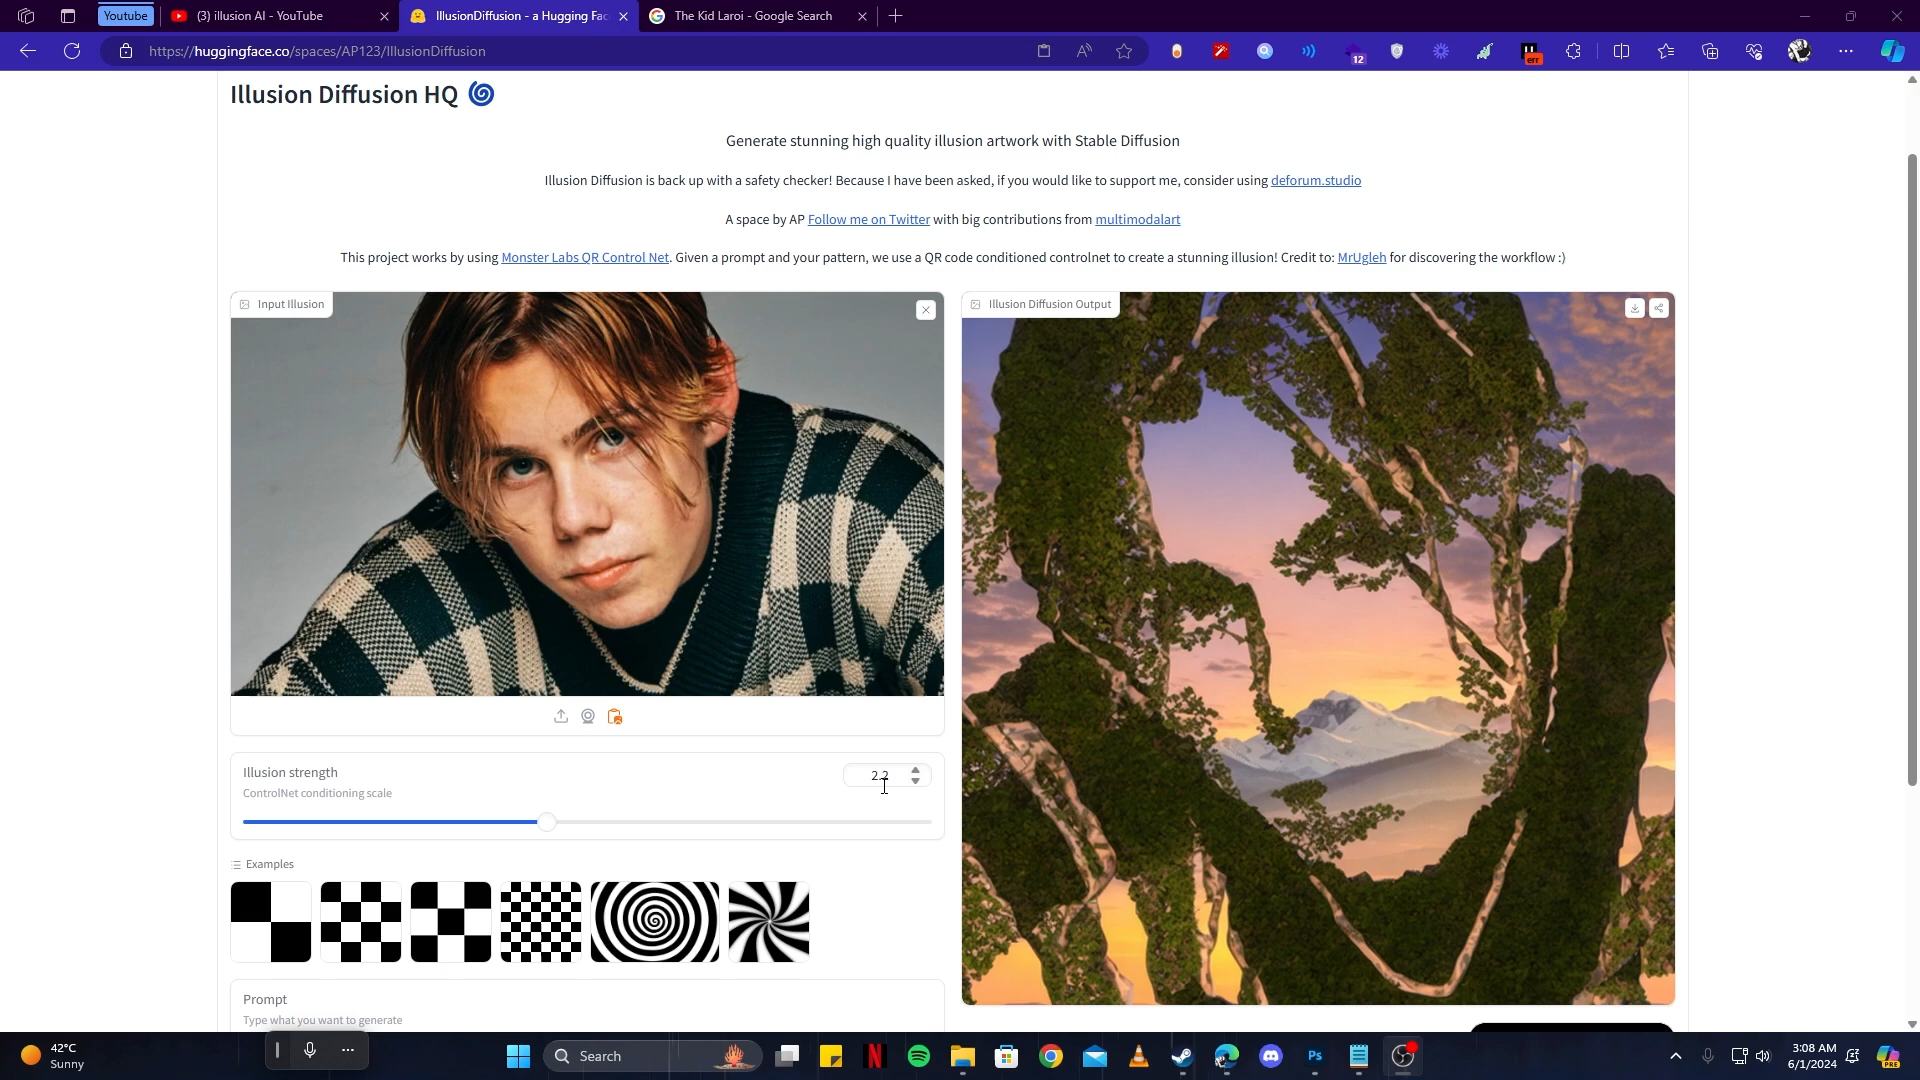 Youtube
(3) illusion AI - YouTube
IllusionDiffusion - a Hugging Fac
The Kid Laroi - Google Search
https://huggingface.co/spaces/AP123/IllusionDiffusion
12
err
Illusion Diffusion HQ
Generate stunning high quality illusion artwork with Stable Diffusion
Illusion Diffusion is back up with a safety checker! Because I have been asked, if you would like to support me, consider using deforum.studio
A space by AP Follow me on Twitter with big contributions from multimodalart
This project works by using Monster Labs QR Control Net. Given a prompt and your pattern, we use a QR code conditioned controlnet to create a stunning illusion! Credit to: MrUgleh for discovering the workflow :)
Input Illusion
Illusion Diffusion Output
Illusion strength
2.2
ControlNet conditioning scale
Examples
Prompt
Type what you want to generate
42°C
Sunny
Search
N
Ps
3:08 AM
6/1/2024
PRE